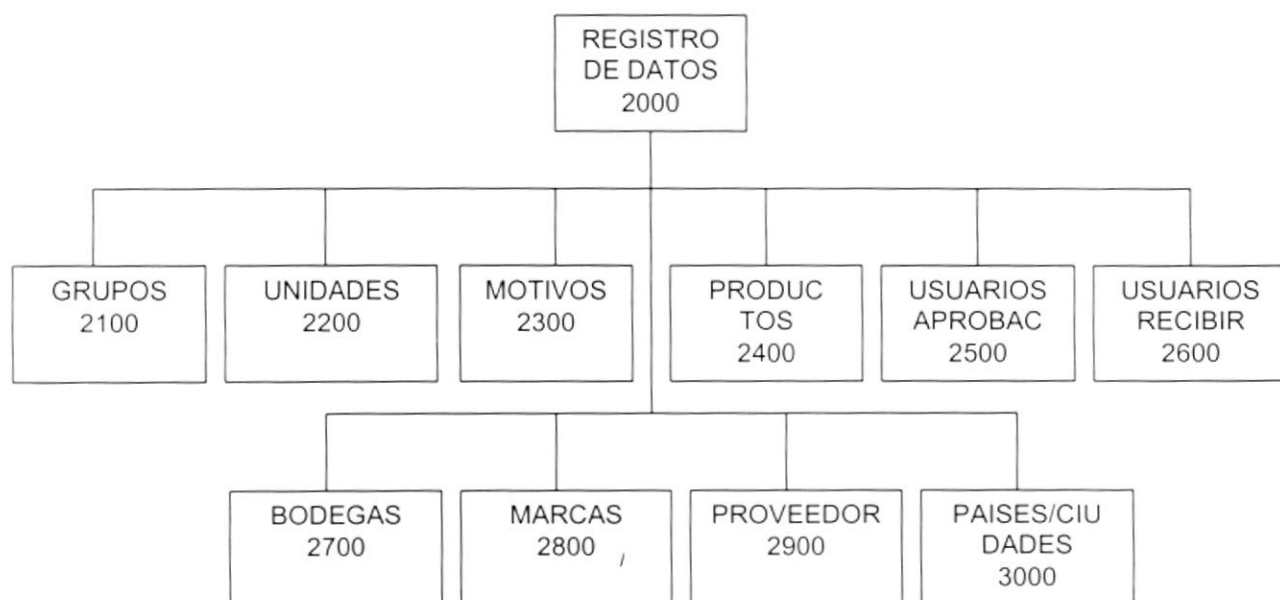 REGISTRO
DE DATOS
2000
GRUPOS
2100
UNIDADES
2200
MOTIVOS
2300
PRODUC
TOS
2400
USUARIOS
APROBAC
2500
USUARIOS
RECIBIR
2600
BODEGAS
2700
MARCAS
2800
PROVEEDOR
2900
PAISES/CIU
DADES
3000